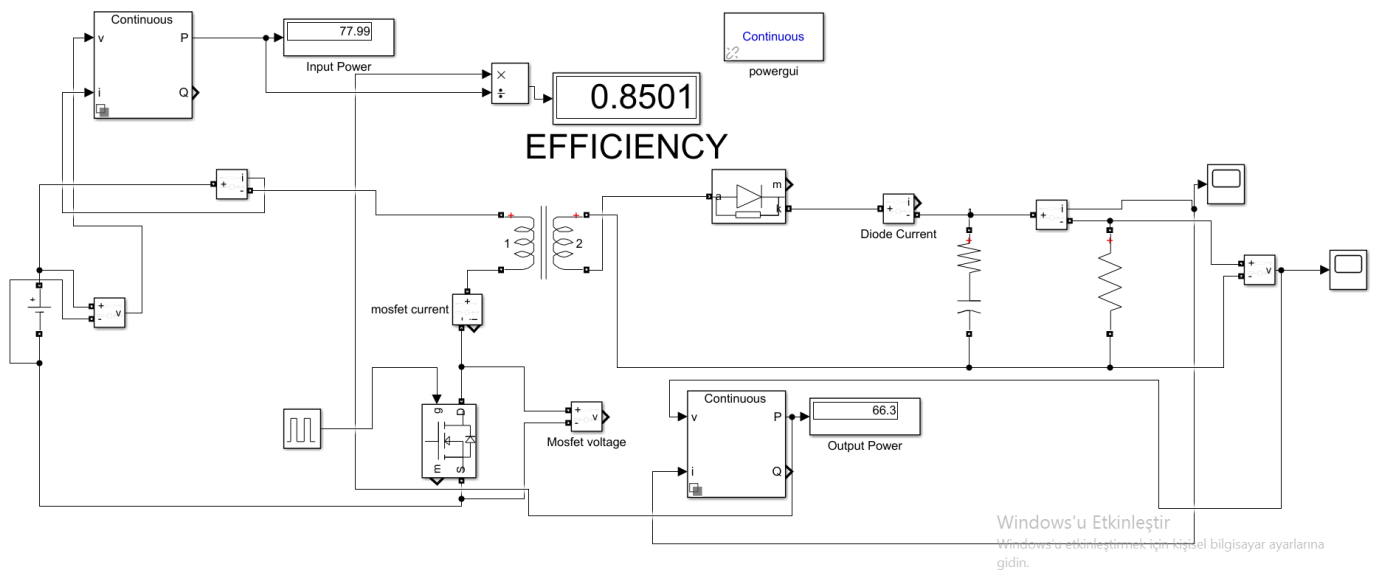 Continuous
v
P
i
Q
77.99
Input Power
×
÷
0.8501
EFFICIENCY
Continuous
powergui
+
i
-
1
2
+
+
a
m
k
+
i
-
Diode Current
+
i
-
+
-
v
+
+
-
v
mosfet current
+
-
i
g
D
m
S
+
-
v
Mosfet voltage
Continuous
v
P
i
Q
66.3
Output Power
+
+
Windows'u Etkinleştir
Windows'u etkinleştirmek için kişisel bilgisayar ayarlarına
gidin.